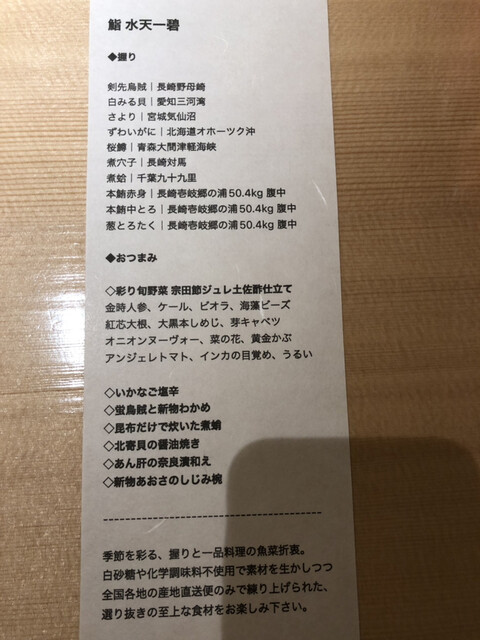 鮨 水天一碧
◆握り
剣先烏賊｜長崎野母崎
白みる貝｜愛知三河湾
さより｜宮城気仙沼
ずわいがに｜北海道オホーツク沖
桜鱒｜青森大間津軽海峡
煮穴子｜長崎対馬
煮蛤｜千葉九十九里
本鮪赤身｜長崎壱岐郷の浦50.4kg 腹中
本鮪中とろ｜長崎壱岐郷の浦50.4kg 腹中
葱とろたく｜長崎壱岐郷の浦50.4kg 腹中
◆おつまみ
◇彩り旬野菜 宗田節ジュレ土佐酢仕立て
金時人参、ケール、ビオラ、海藻ビーズ
紅芯大根、大黒本しめじ、芽キャベツ
オニオンヌーヴォー、菜の花、黄金かぶ
アンジェレトマト、インカの目覚め、うるい
◇いかなご塩辛
◇蛍烏賊と新物わかめ
◇昆布だけで炊いた煮蛸
◇北寄貝の醤油焼き
◇あん肝の奈良漬和え
◇新物あおさのしじみ椀
----------------------------------------
季節を彩る、握りと一品料理の魚菜折衷。
白砂糖や化学調味料不使用で素材を生かしつつ
全国各地の産地直送便のみで練り上げられた、
選り抜きの至上な食材をお楽しみ下さい。